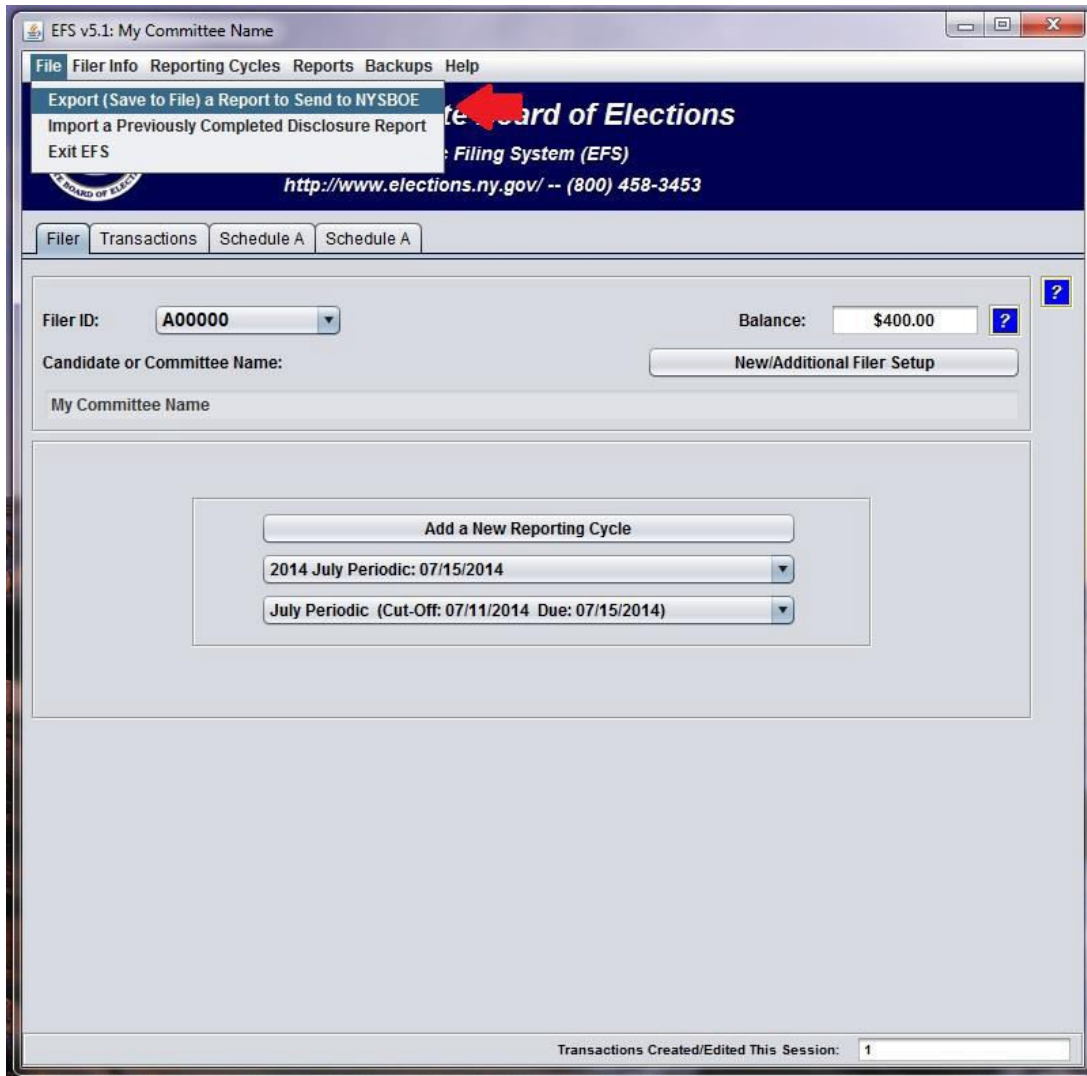 EFS v5.1: My Committee Name
File Filer Info Reporting Cycles Reports Backups Help
Export (Save to File) a Report to Send to NYSBOE
Import a Previously Completed Disclosure Report
Exit EFS
of Elections
Filing System (EFS)
http://www.elections.ny.gov/ -- (800) 458-3453
BOARD OF
Filer Transactions Schedule A Schedule A
?
Filer ID: A00000 Balance: $400.00 ?
Candidate or Committee Name: New/Additional Filer Setup
My Committee Name
Add a New Reporting Cycle
2014 July Periodic: 07/15/2014
July Periodic (Cut-Off: 07/11/2014 Due: 07/15/2014)
Transactions Created/Edited This Session: 1